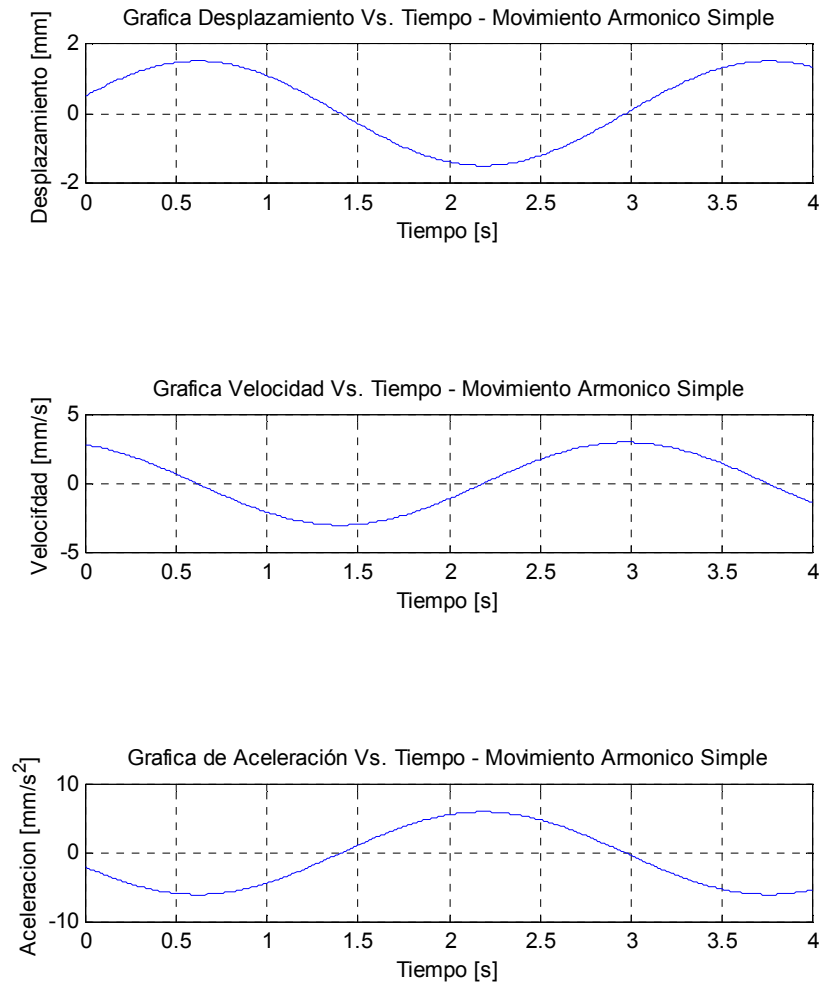 Grafica Desplazamiento Vs. Tiempo - Movimiento Armonico Simple
Desplazamiento [mm]
2
0
-2
0 0.5 1 1.5 2 2.5 3 3.5 4
Tiempo [s]
Grafica Velocidad Vs. Tiempo - Movimiento Armonico Simple
Velocifdad [mm/s]
5
0
-5
0 0.5 1 1.5 2 2.5 3 3.5 4
Tiempo [s]
Grafica de Aceleración Vs. Tiempo - Movimiento Armonico Simple
Aceleracion [mm/s²]
10
0
-10
0 0.5 1 1.5 2 2.5 3 3.5 4
Tiempo [s]